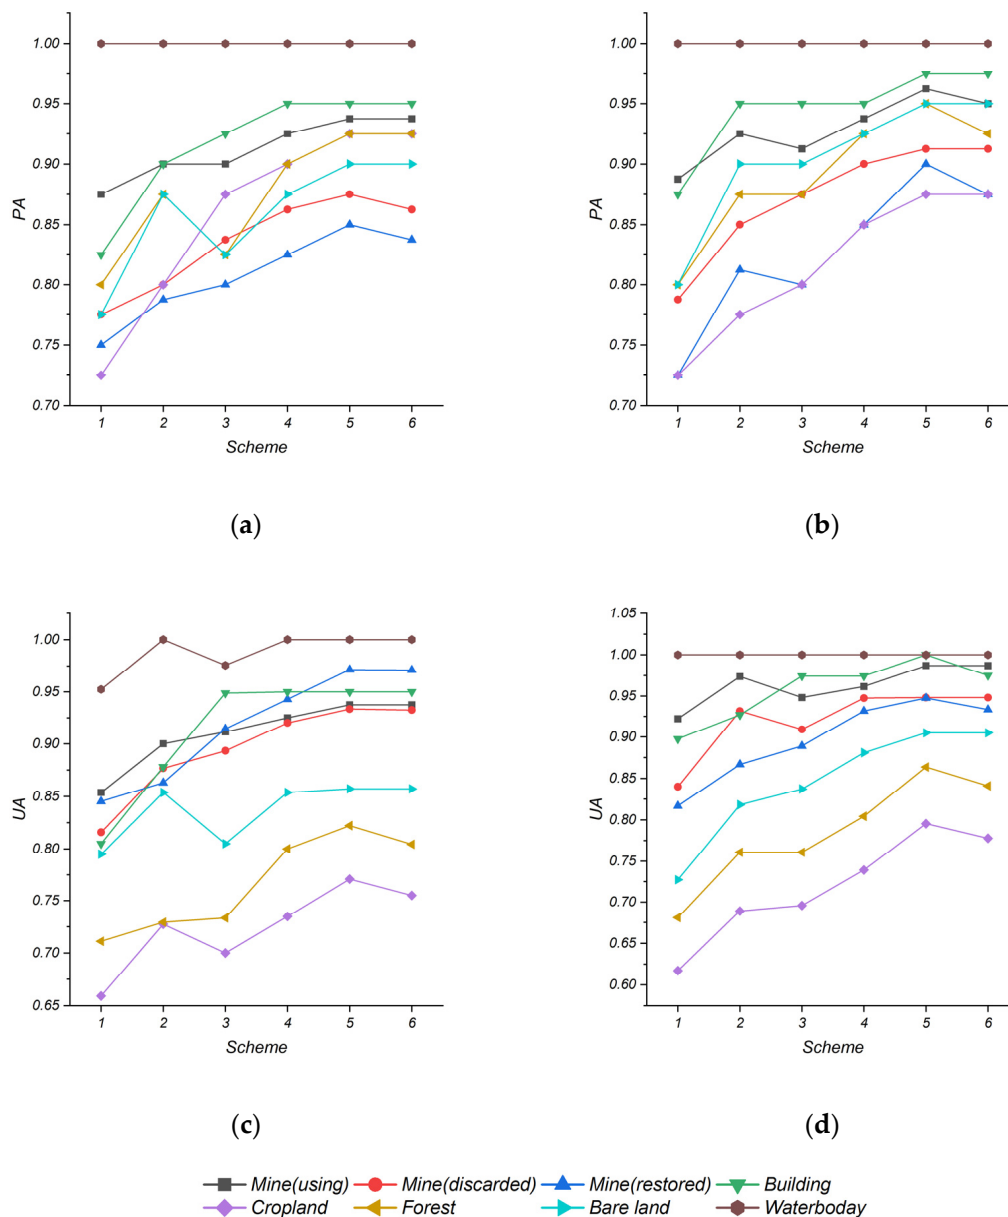 1.00
0.95
0.90
0.85
0.80
0.75
0.70
PA
1 2 3 4 5 6
Scheme
(a)
1.00
0.95
0.90
0.85
0.80
0.75
0.70
PA
1 2 3 4 5 6
Scheme
(b)
1.00
0.95
0.90
0.85
0.80
0.75
0.70
0.65
UA
1 2 3 4 5 6
Scheme
(c)
1.05
1.00
0.95
0.90
0.85
0.80
0.75
0.70
0.65
0.60
UA
1 2 3 4 5 6
Scheme
(d)
Mine(using) Mine(discarded) Mine(restored) Building
Cropland Forest Bare land Waterboday